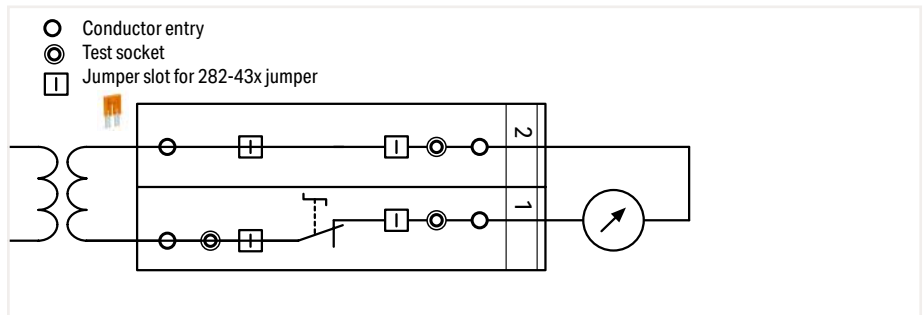 Conductor entry
Test socket
Jumper slot for 282-43x jumper
2
1